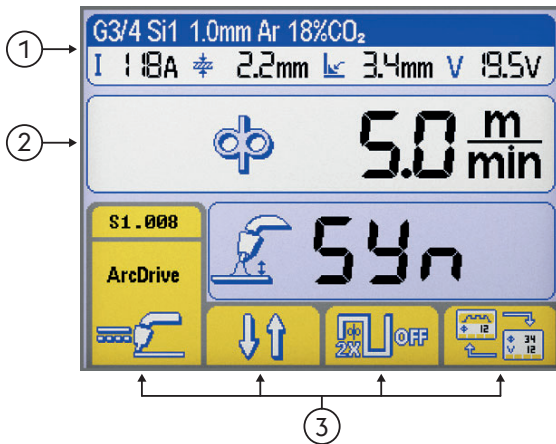 G3/4 Si1 1.0mm Ar 18%CO₂
1
I 118A 2.2mm 3.4mm V 19.5V
2
5.0 m/min
S1.008
ArcDrive
Syn
2X OFF
12
34
V 12
3